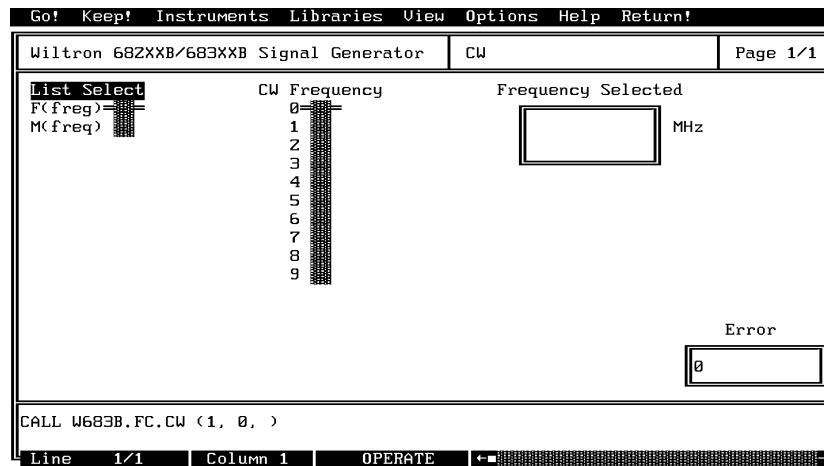 Go! Keep! Instruments Libraries View Options Help Return!
Wiltron 68ZXXB/683XXB Signal Generator CW Page 1/1
List Select CW Frequency Frequency Selected
F(freg) 0
M(freq) 1 MHz
2
3
4
5
6
7
8
9
Error
0
CALL W683B.FC.CW (1, 0, )
Line 1/1 Column 1 OPERATE